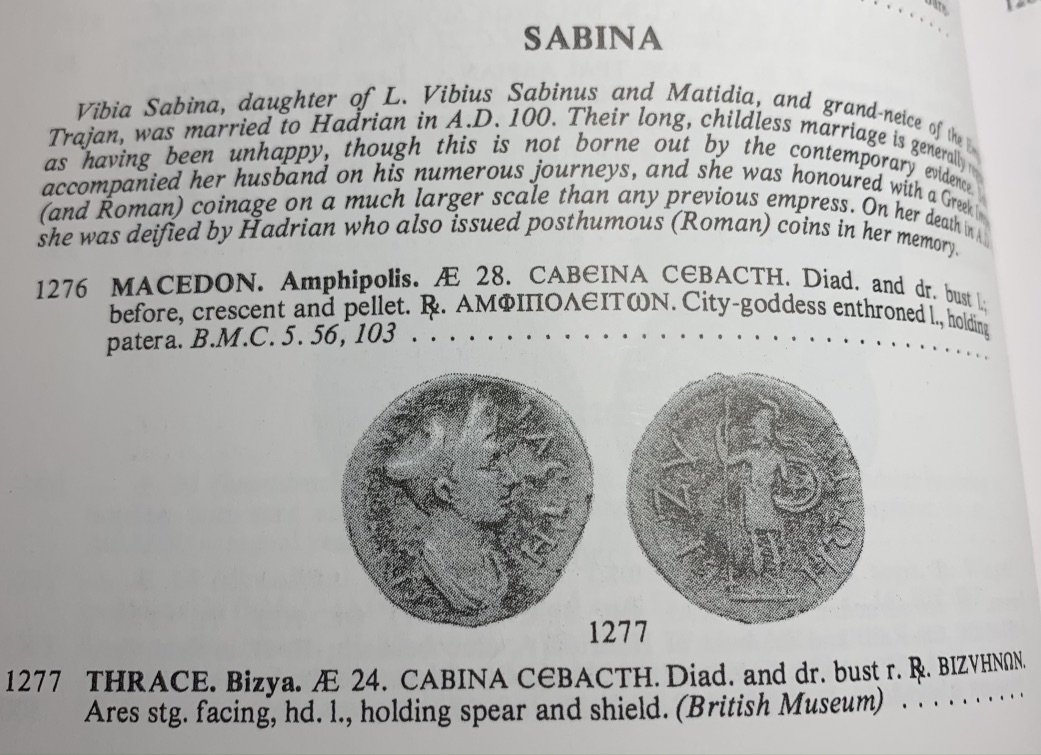 SABINA
Vibia Sabina, daughter of L. Vibius Sabinus and Matidia, and grand-neice of the
Trajan, was married to Hadrian in A.D. 100. Their long, childless marriage is generally
as having been unhappy, though this is not borne out by the contemporary evidence.
accompanied her husband on his numerous journeys, and she was honoured with a Greek
(and Roman) coinage on a much larger scale than any previous empress. On her death in
she was deified by Hadrian who also issued posthumous (Roman) coins in her memory.
1276 MACEDON. Amphipolis. Æ 28. CABЄINA CЄBACTH. Diad. and dr. bust l.;
before, crescent and pellet. ℞. ΑΜΦΙΠΟΛЄΙΤѠΝ. City-goddess enthroned l., holding
patera. B.M.C. 5. 56, 103
1277
1277 THRACE. Bizya. Æ 24. CABINA CЄBACTH. Diad. and dr. bust r. ℞. BIZVHNΩN.
Ares stg. facing, hd. l., holding spear and shield. (British Museum)